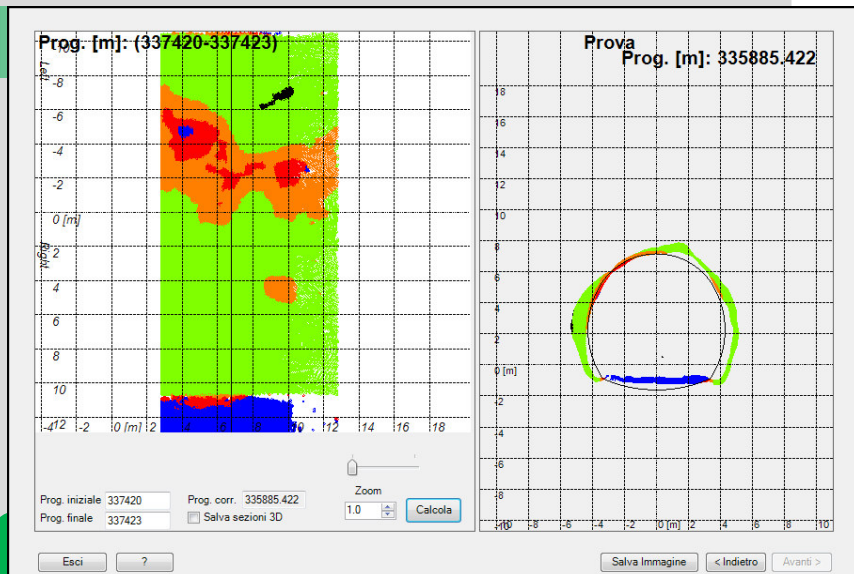 Prog. [m]: (337420-337423)
Left
-8
-6
-4
-2
0 [m]
2
Right
4
6
8
10
-2
0 [m]
2
4
6
8
12
14
16
18
Prog. iniziale
337420
Prog. corr.
335885.422
Prog. finale
337423
Salva sezioni 3D
Zoom
1.0
Calcola
Prova
Prog. [m]: 335885.422
18
16
14
12
10
8
6
4
2
0 [m]
-2
-4
-6
-8
-8
-6
-4
-2
0 [m]
2
4
6
8
10
Esci
?
Salva Immagine
< Indietro
Avanti >